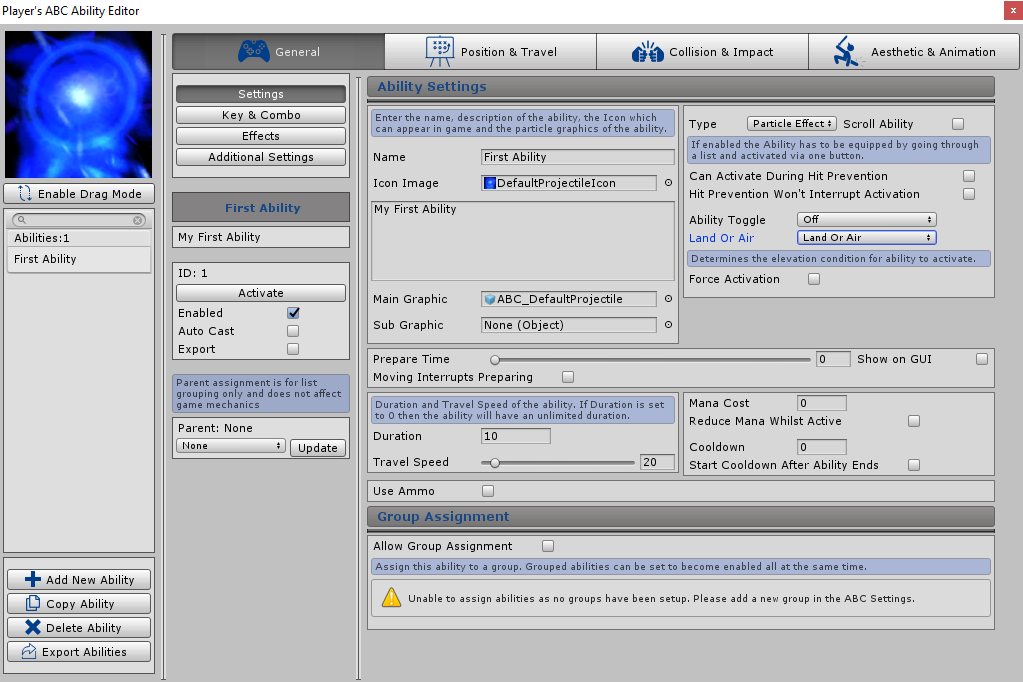 Player's ABC Ability Editor
x
General
Position & Travel
Collision & Impact
Aesthetic & Animation
Enable Drag Mode
Abilities:1
First Ability
Add New Ability
Copy Ability
Delete Ability
Export Abilities
Settings
Key & Combo
Effects
Additional Settings
First Ability
My First Ability
ID: 1
Activate
Enabled
Auto Cast
Export
Parent assignment is for list
grouping only and does not affect
game mechanics
Parent: None
None
Update
Ability Settings
Enter the name, description of the ability, the Icon which
can appear in game and the particle graphics of the ability.
Name First Ability
Icon Image DefaultProjectileIcon
My First Ability
Main Graphic ABC_DefaultProjectile
Sub Graphic None (Object)
Type Particle Effect Scroll Ability
If enabled the Ability has to be equipped by going through
a list and activated via one button.
Can Activate During Hit Prevention
Hit Prevention Won't Interrupt Activation
Ability Toggle Off
Land Or Air Land Or Air
Determines the elevation condition for ability to activate.
Force Activation
Prepare Time 0 Show on GUI
Moving Interrupts Preparing
Duration and Travel Speed of the ability. If Duration is set
to 0 then the ability will have an unlimited duration.
Duration 10
Travel Speed 20
Mana Cost 0
Reduce Mana Whilst Active
Cooldown 0
Start Cooldown After Ability Ends
Use Ammo
Group Assignment
Allow Group Assignment
Assign this ability to a group. Grouped abilities can be set to become enabled all at the same time.
Unable to assign abilities as no groups have been setup. Please add a new group in the ABC Settings.